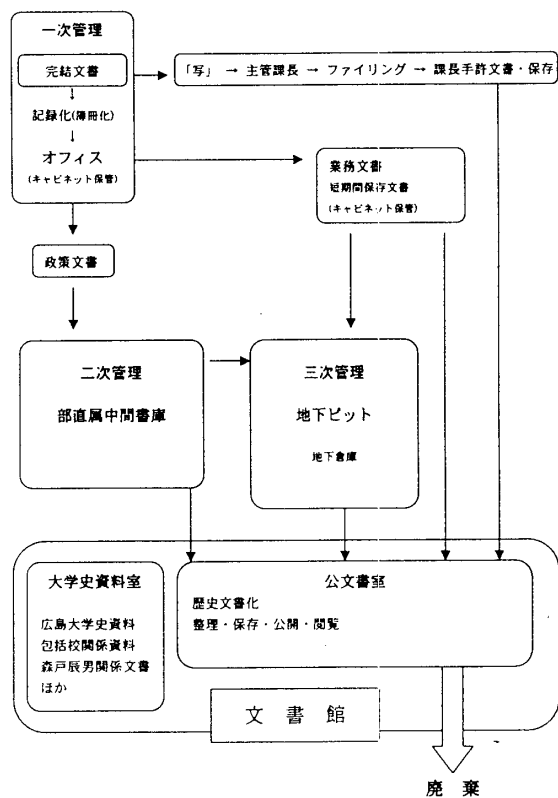 一次管理
完結文書
↓
記録化(簿冊化)
↓
オフィス
(キャビネット保管)
「写」 → 主管課長 → ファイリング → 課長手許文書・保存
業務文書
短期間保存文書
(キャビネット保管)
政策文書
二次管理
部直属中間書庫
三次管理
地下ピット
地下倉庫
大学史資料室
広島大学史資料
包括校関係資料
森戸辰男関係文書
ほか
公文書室
歴史文書化
整理・保存・公開・閲覧
文書館
廃棄